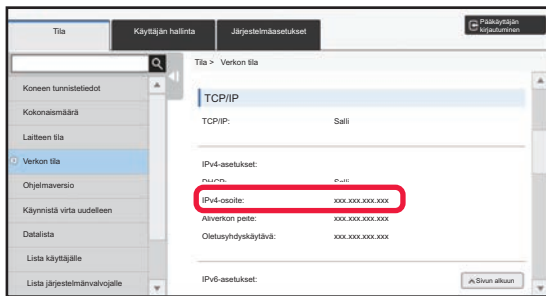 Tila Käyttäjän hallinta Järjestelmäasetukset Pääkäyttäjän kirjautuminen
Tila > Verkon tila
Koneen tunnistetiedot
Kokonaismäärä
Laitteen tila
Verkon tila
Ohjelmaversio
Käynnistä virta uudelleen
Datalista
Lista käyttäjälle
Lista järjestelmänvalvojalle
TCP/IP
TCP/IP: Salli
IPv4-asetukset:
DHCP: Salli
IPv4-osoite: xxx.xxx.xxx.xxx
Aliverkon peite: xxx.xxx.xxx.xxx
Oletusyhdyskäytävä: xxx.xxx.xxx.xxx
IPv6-asetukset: Sivun alkuun